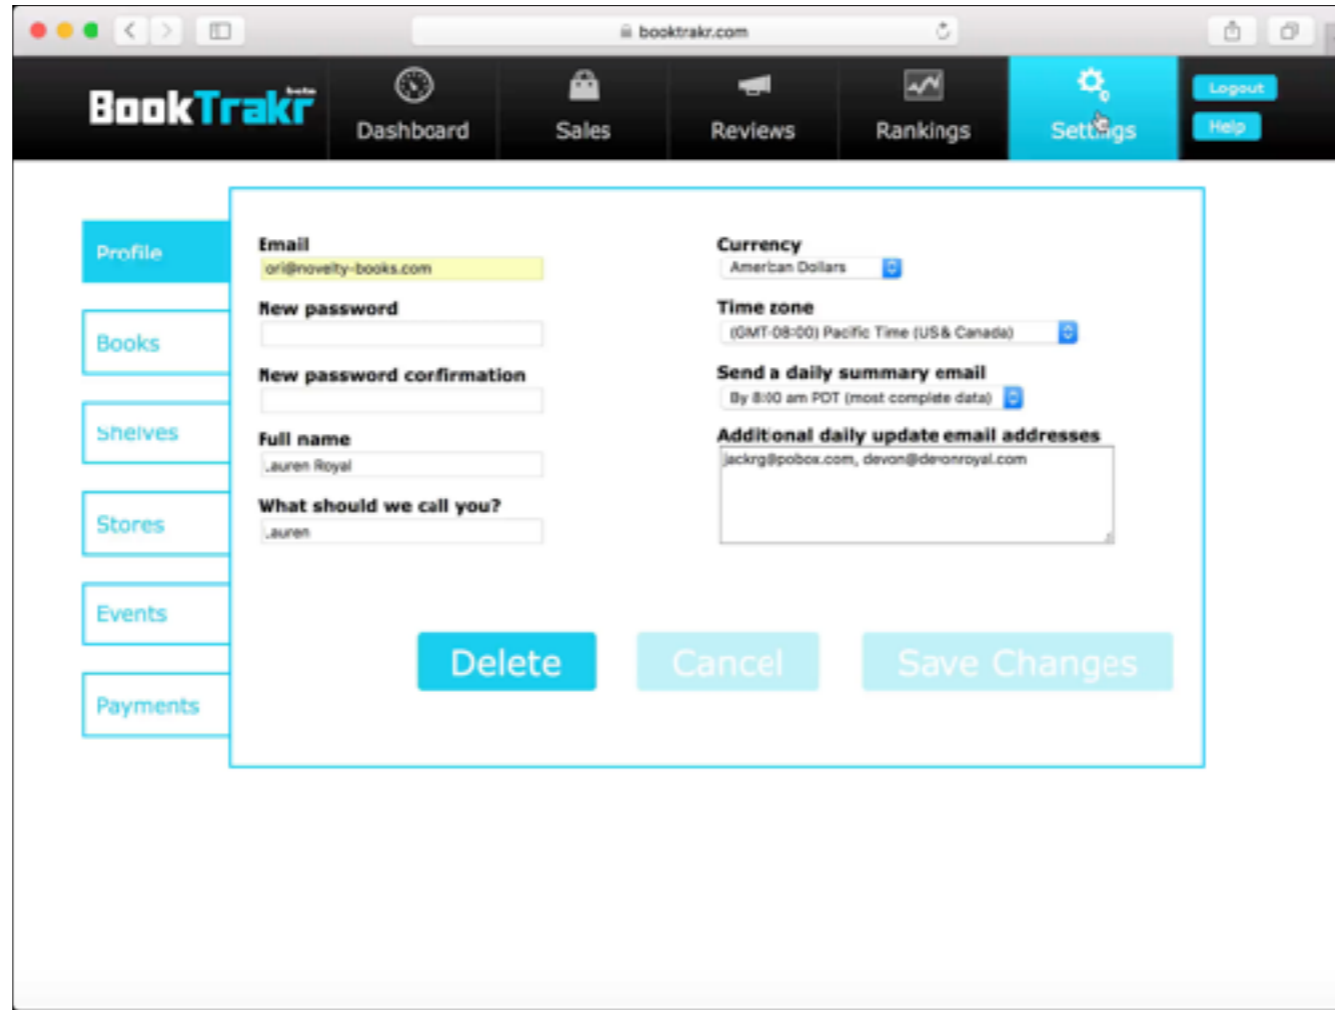 booktrakr.com
BookTrakr beta
Dashboard
Sales
Reviews
Rankings
Settings
Logout
Help
Profile
Books
Shelves
Stores
Events
Payments
Email
ori@novelty-books.com
New password
New password confirmation
Full name
Lauren Royal
What should we call you?
Lauren
Currency
American Dollars
Time zone
(GMT-08:00) Pacific Time (US & Canada)
Send a daily summary email
By 8:00 am PDT (most complete data)
Additional daily update email addresses
jackrg@pobox.com, devon@devonroyal.com
Delete
Cancel
Save Changes